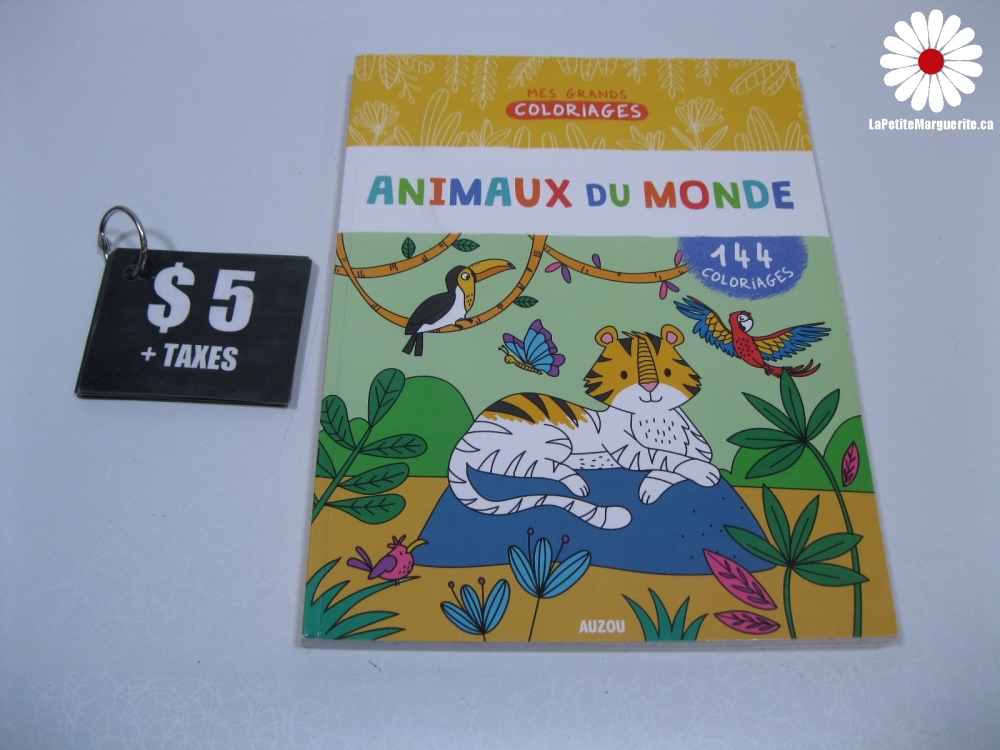 LaPetiteMarguerite.ca
MES GRANDS
COLORIAGES
ANIMAUX DU MONDE
144
COLORIAGES
$ 5
+ TAXES
AUZOU